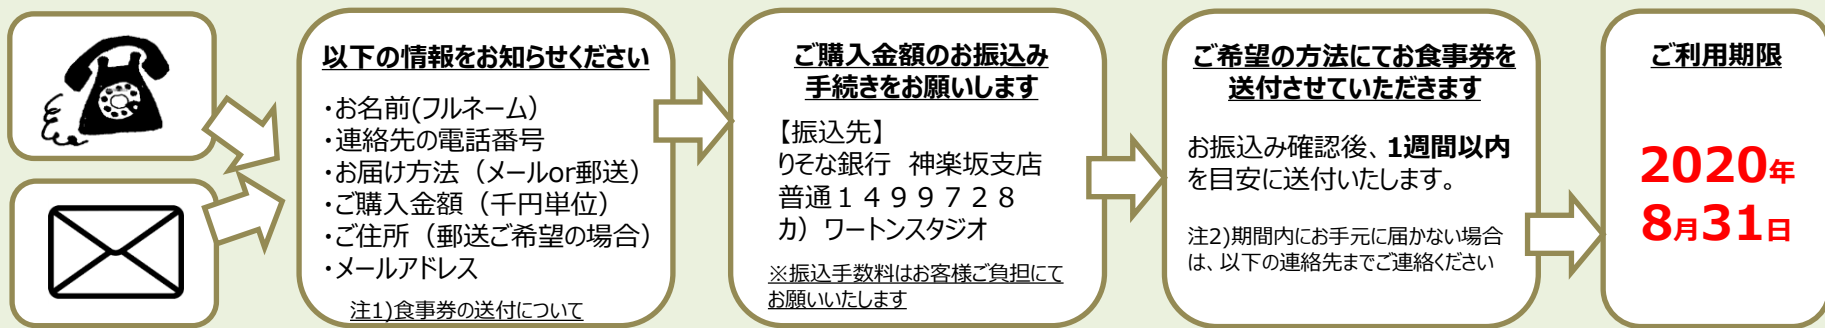 以下の情報をお知らせください
・お名前(フルネーム）
・連絡先の電話番号
・お届け方法（メールor郵送）
・ご購入金額（千円単位）
・ご住所（郵送ご希望の場合）
・メールアドレス
注1)食事券の送付について
ご購入金額のお振込み
手続きをお願いします
【振込先】
りそな銀行　神楽坂支店
普通１４９９７２８
カ）ワートンスタジオ
※振込手数料はお客様ご負担にて
お願いいたします
ご希望の方法にてお食事券を
送付させていただきます
お振込み確認後、1週間以内
を目安に送付いたします。
注2)期間内にお手元に届かない場合
は、以下の連絡先までご連絡ください
ご利用期限
2020年
8月31日